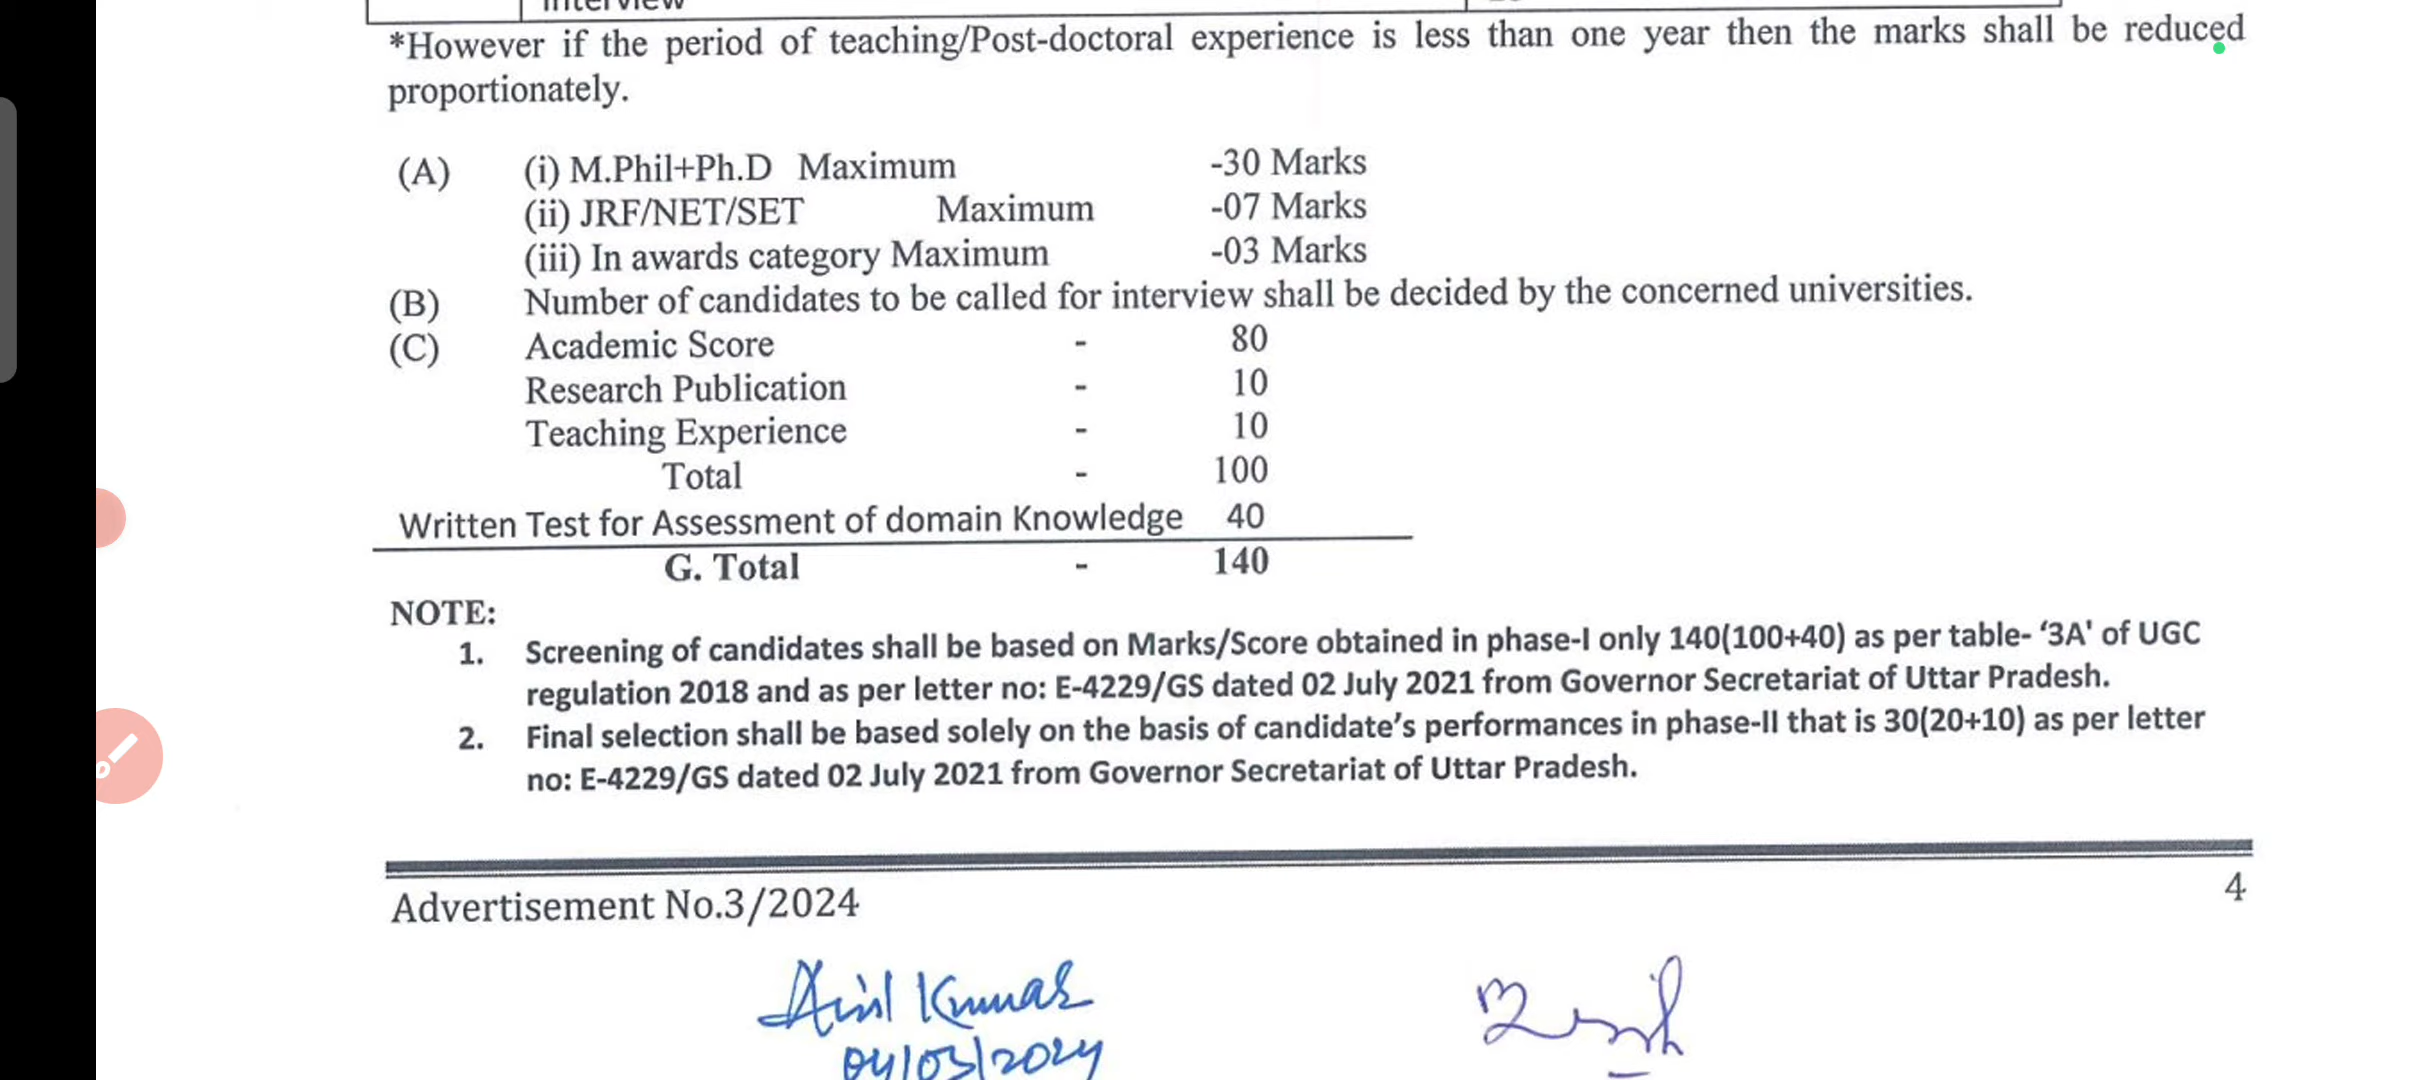 Interview
*However if the period of teaching/Post-doctoral experience is less than one year then the marks shall be reduced
proportionately.
(A) (i) M.Phil+Ph.D Maximum -30 Marks
(ii) JRF/NET/SET Maximum -07 Marks
(iii) In awards category Maximum -03 Marks
(B) Number of candidates to be called for interview shall be decided by the concerned universities.
(C) Academic Score - 80
Research Publication - 10
Teaching Experience - 10
Total - 100
Written Test for Assessment of domain Knowledge 40
G. Total - 140
NOTE:
1. Screening of candidates shall be based on Marks/Score obtained in phase-I only 140(100+40) as per table- ‘3A' of UGC
regulation 2018 and as per letter no: E-4229/GS dated 02 July 2021 from Governor Secretariat of Uttar Pradesh.
2. Final selection shall be based solely on the basis of candidate’s performances in phase-II that is 30(20+10) as per letter
no: E-4229/GS dated 02 July 2021 from Governor Secretariat of Uttar Pradesh.
Advertisement No.3/2024
4
Anil Kumar
04/03/2024